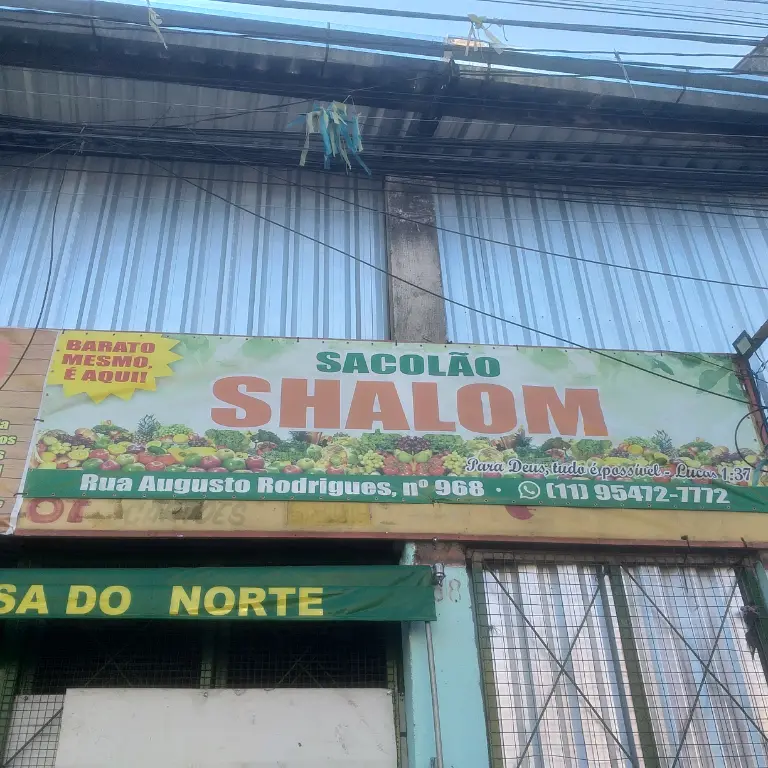 BARATO
MESMO,
É AQUI!
SACOLÃO
SHALOM
Para Deus, tudo é possível - Lucas 1:37
Rua Augusto Rodrigues, nº 968 · (11) 95472-7772
SA DO NORTE